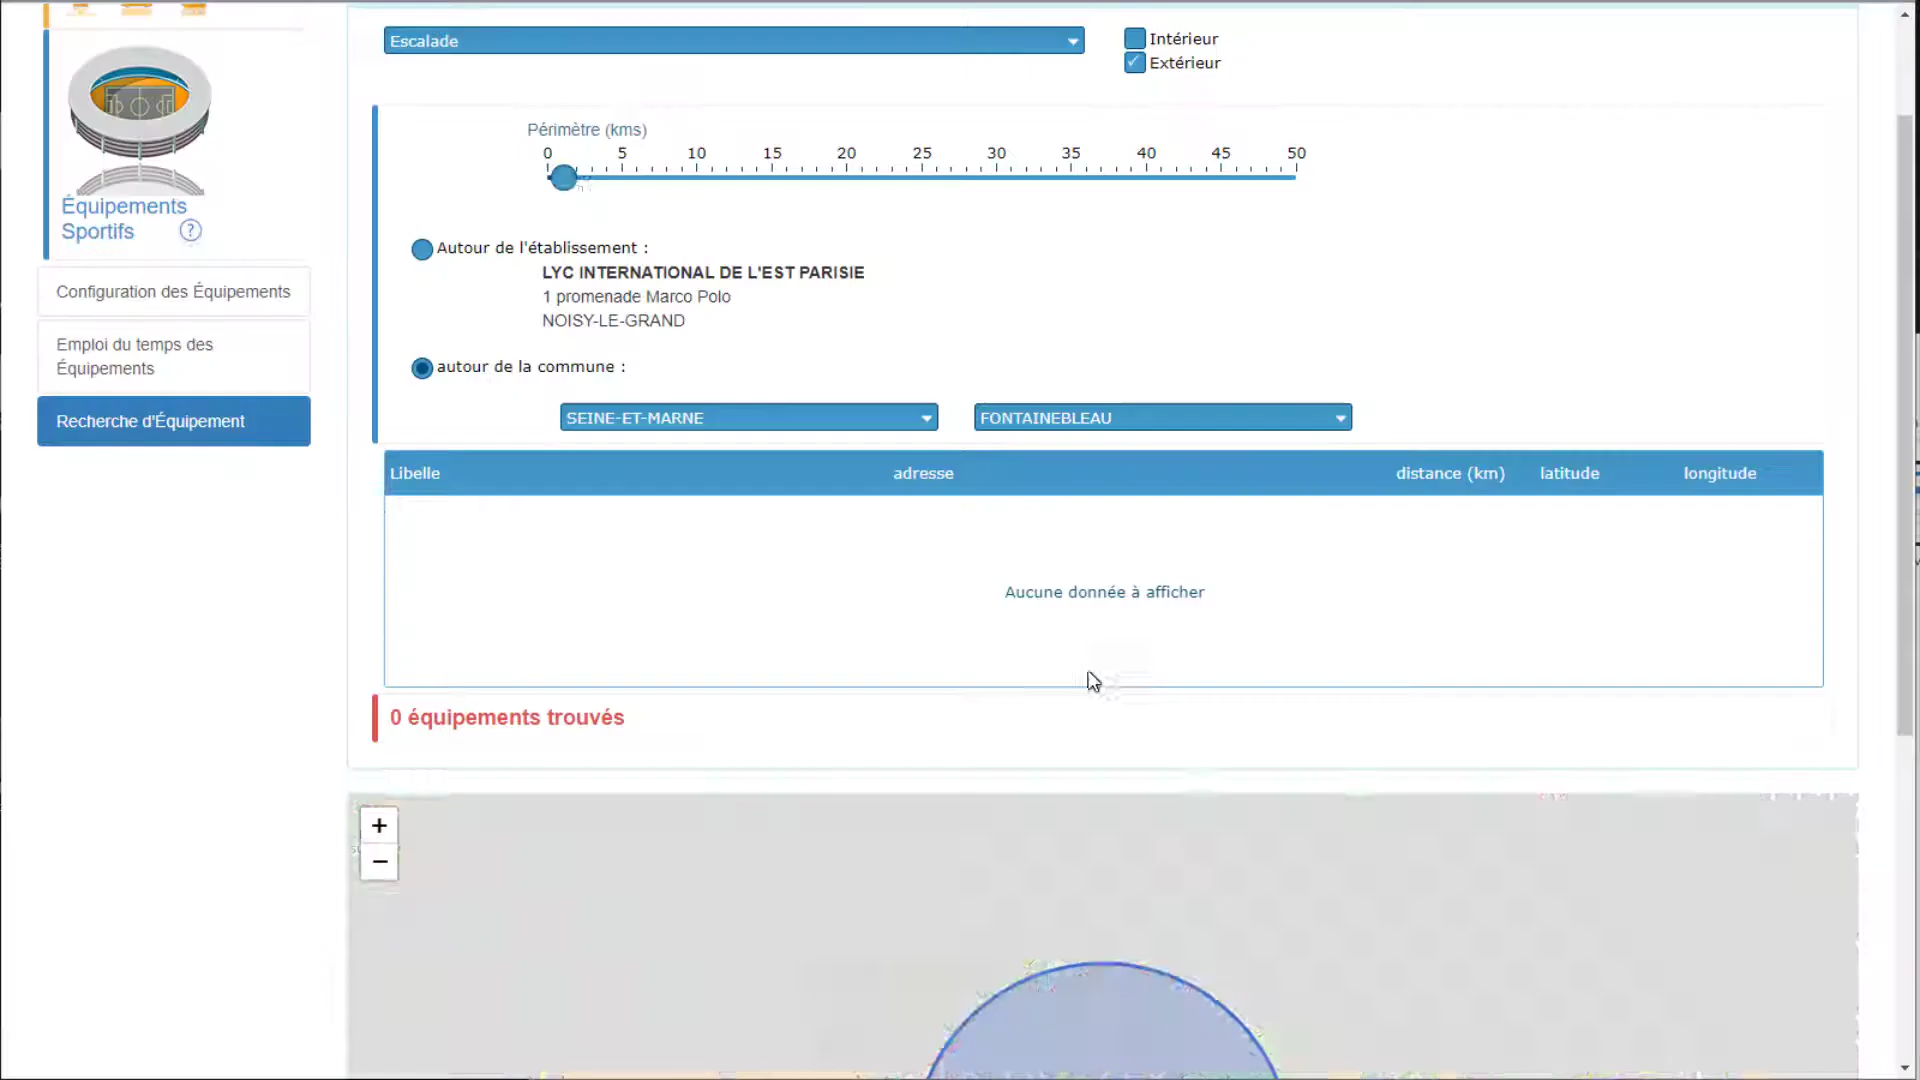 Escalade
Intérieur
Extérieur
Périmètre (kms)
0 5 10 15 20 25 30 35 40 45 50
Équipements
Sportifs ?
Autour de l'établissement :
LYC INTERNATIONAL DE L'EST PARISIE
1 promenade Marco Polo
NOISY-LE-GRAND
Configuration des Équipements
Emploi du temps des
Équipements
Recherche d'Équipement
autour de la commune :
SEINE-ET-MARNE FONTAINEBLEAU
Libelle adresse distance (km) latitude longitude
Aucune donnée à afficher
0 équipements trouvés
+
−